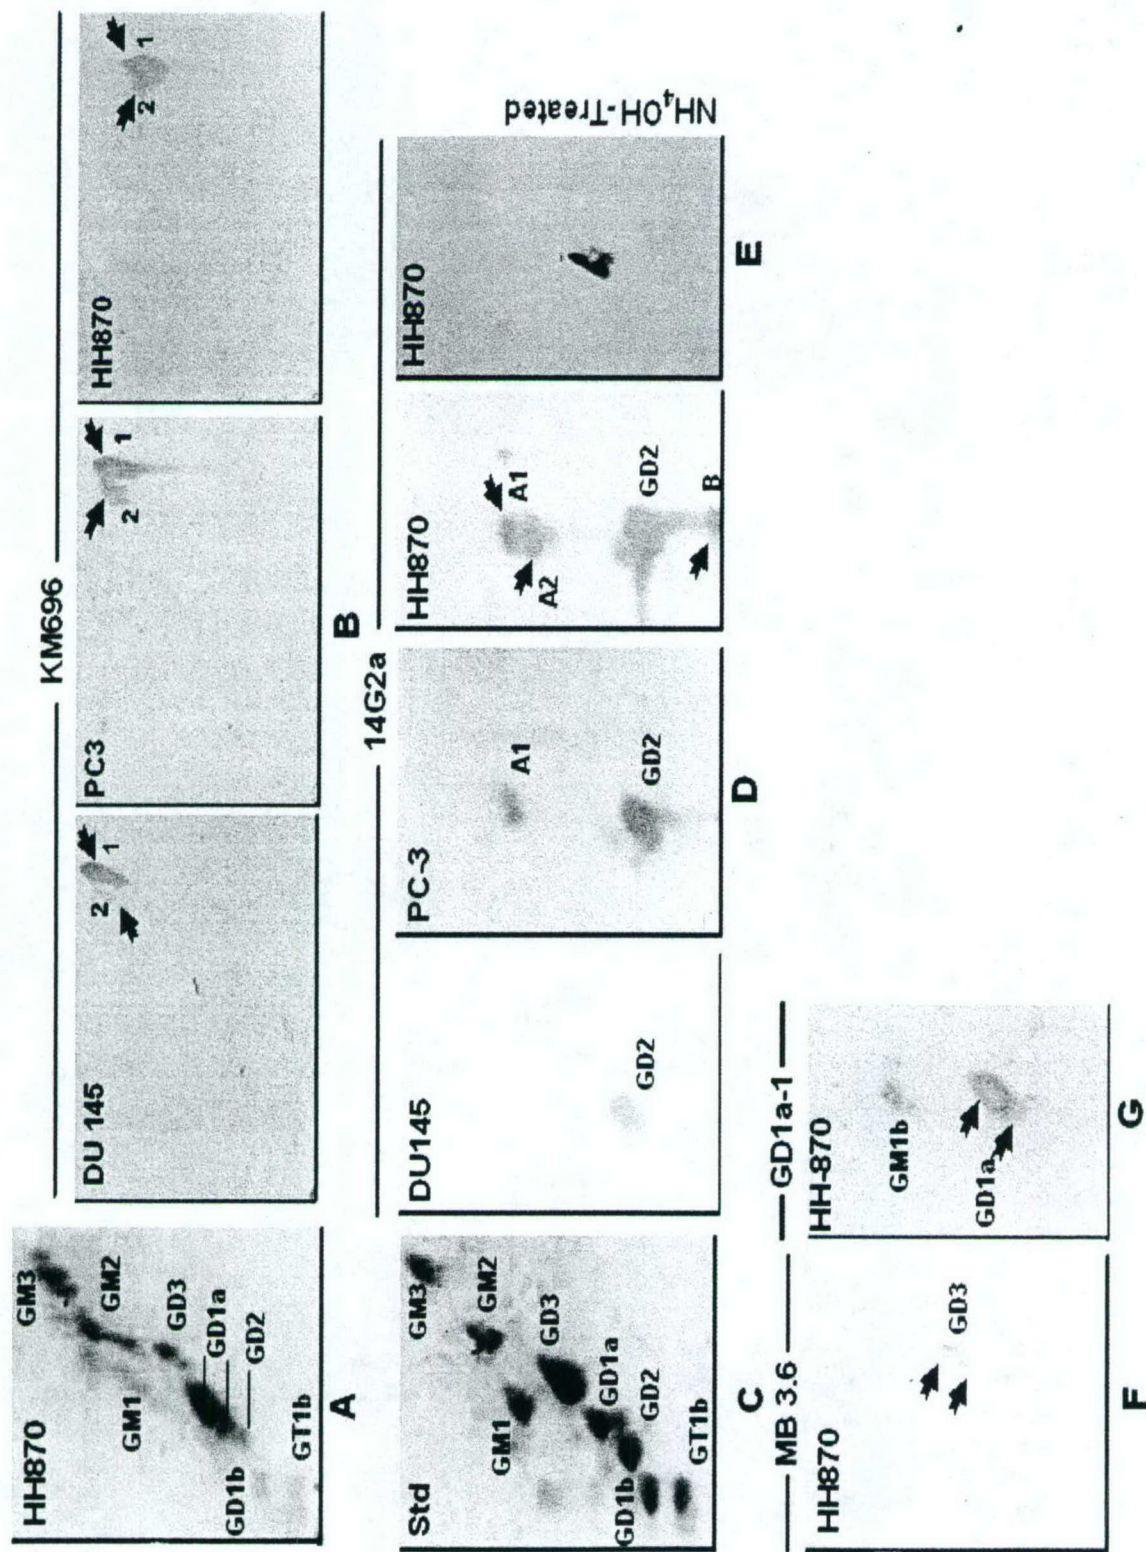 KM696
HH870
GM3
GM2
GM1
GD3
GD1a
GD1b
GD2
GT1b
A
DU 145
1
2
PC3
1
2
HH870
1
2
B
14G2a
Std
GM3
GM2
GM1
GD3
GD1a
GD2
GD1b
GT1b
C
DU145
GD2
PC-3
A1
GD2
D
HH870
A1
A2
GD2
B
HH870
NH4OH-Treated
E
MB 3.6
GD1a-1
HH870
GD3
F
HH-870
GM1b
GD1a
G